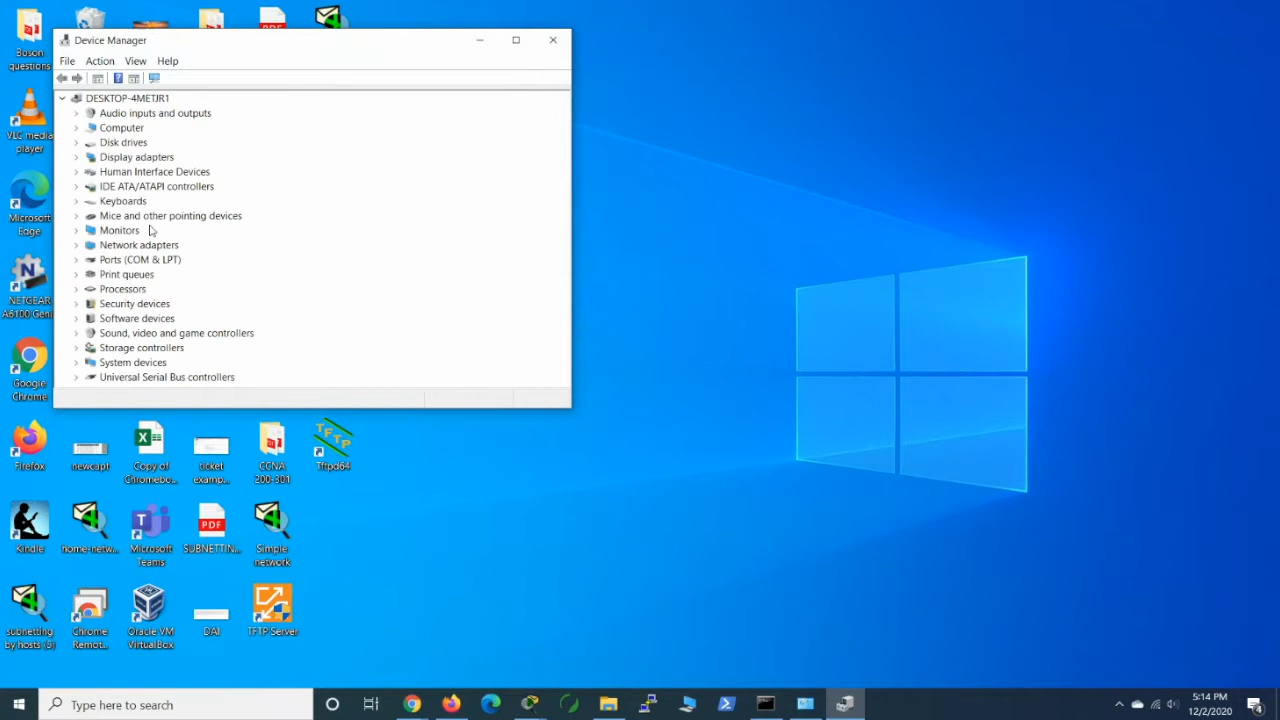 Device Manager
File Action View Help
DESKTOP-4METJR1
Audio inputs and outputs
Computer
Disk drives
Display adapters
Human Interface Devices
IDE ATA/ATAPI controllers
Keyboards
Mice and other pointing devices
Monitors
Network adapters
Ports (COM & LPT)
Print queues
Processors
Security devices
Software devices
Sound, video and game controllers
Storage controllers
System devices
Universal Serial Bus controllers
Boson
questions
VLC media
player
Microsoft
Edge
NETGEAR
A6100 Geni
Google
Chrome
Firefox
newcapt
Copy of
Chromebo...
ticket
examp...
CCNA
200-301
Tftpd64
Kindle
home-netw...
Microsoft
Teams
PDF
SUBNETTIN...
Simple
network
subnetting
by hosts (0)
Chrome
Remot...
Oracle VM
VirtualBox
DAI
TFTP Server
Type here to search
5:14 PM
12/2/2020
4